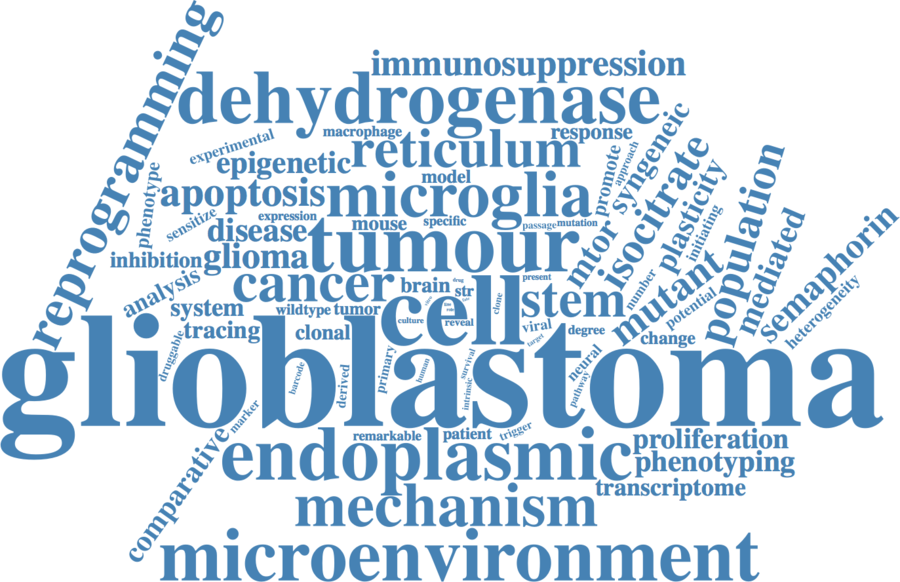 immunosuppression
dehydrogenase
reprogramming
macrophage
response
experimental
reticulum
syngeneic
approach
promote
epigenetic
model
apoptosis
microglia
isocitrate
phenotype
sensitize
expression
mouse
specific
passage
mutation
plasticity
population
disease
tumour
mtor
initiating
mediated
semaphorin
inhibition
glioma
cancer
brain
drug
str
present
number
mutant
potential
heterogeneity
analysis
system
wildtype
tumor
cell
clone
stem
tracing
clonal
culture
reveal
viral
degree
change
target
glioblastoma
druggable
barcode
derived
primary
human
survival
intrinsic
neural
pathway
marker
comparative
remarkable
patient
trigger
proliferation
endoplasmic
phenotyping
transcriptome
mechanism
microenvironment